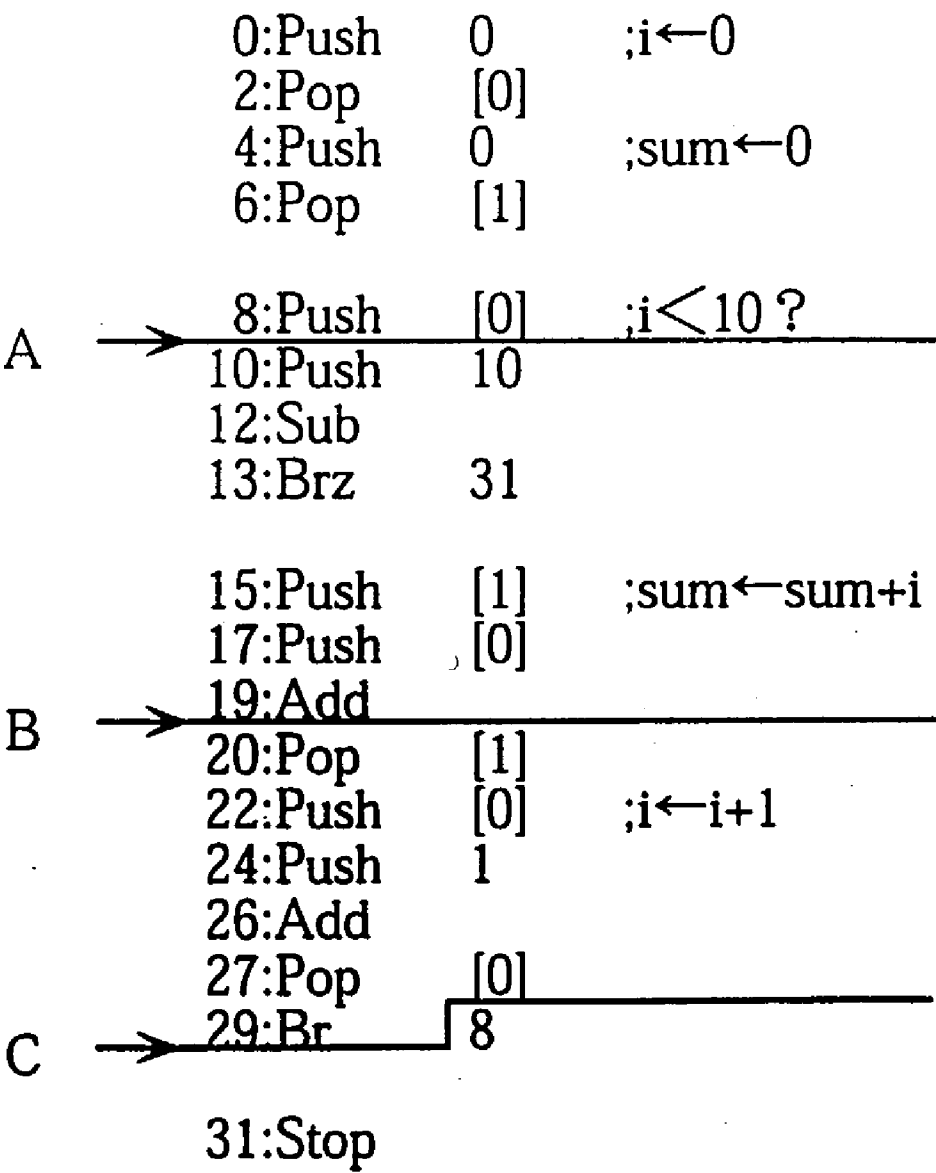 0:Push 0 ;i←0
2:Pop [0]
4:Push 0 ;sum←0
6:Pop [1]
8:Push [0] ;i<10?
A
10:Push 10
12:Sub
13:Brz 31
15:Push [1] ;sum←sum+i
17:Push [0]
19:Add
B
20:Pop [1]
22:Push [0] ;i←i+1
24:Push 1
26:Add
27:Pop [0]
29:Br 8
C
31:Stop